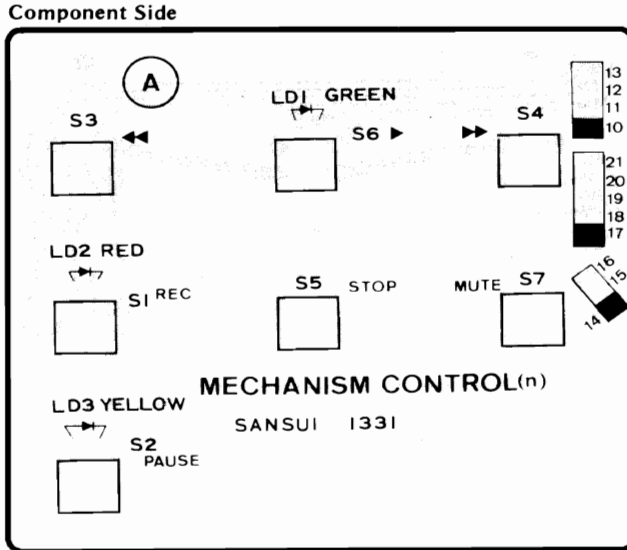 Component Side
A
LD1 GREEN
S3
S6
S4
13
12
11
10
21
20
19
18
17
LD2 RED
S1 REC
S5 STOP
MUTE S7
16
15
14
MECHANISM CONTROL(n)
SANSUI 1331
LD3 YELLOW
S2
PAUSE